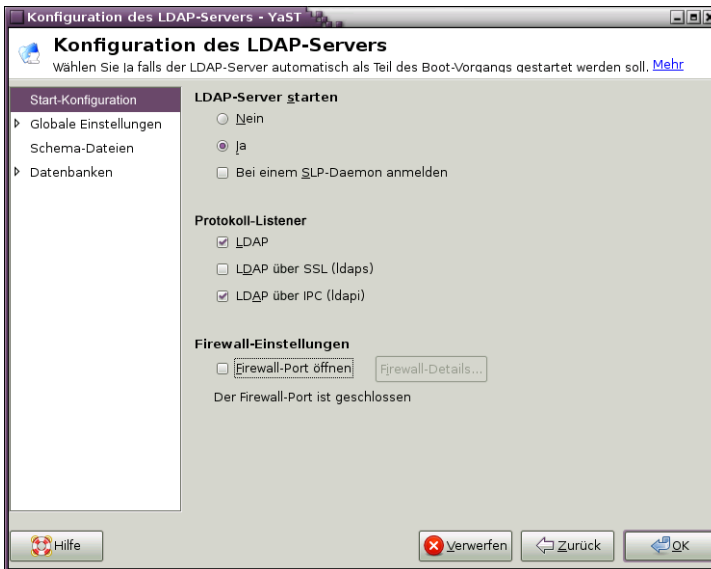 Konfiguration des LDAP-Servers - YaST
Konfiguration des LDAP-Servers
Wählen Sie Ja falls der LDAP-Server automatisch als Teil des Boot-Vorgangs gestartet werden soll. Mehr
Start-Konfiguration
Globale Einstellungen
Schema-Dateien
Datenbanken
LDAP-Server starten
Nein
Ja
Bei einem SLP-Daemon anmelden
Protokoll-Listener
LDAP
LDAP über SSL (ldaps)
LDAP über IPC (ldapi)
Firewall-Einstellungen
Firewall-Port öffnen
Firewall-Details...
Der Firewall-Port ist geschlossen
Hilfe
Verwerfen
Zurück
OK